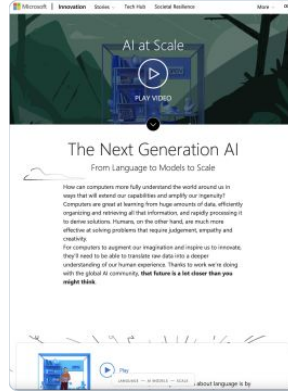 Microsoft | Innovation Stories Tech Hub Societal Resilience More
AI at Scale
PLAY VIDEO
The Next Generation AI
From Language to Models to Scale
How can computers more fully understand the world around us in
ways that will extend our capabilities and amplify our ingenuity?
Computers are great at learning from huge amounts of data, efficiently
organizing and retrieving all that information, and rapidly processing it
to derive solutions. Humans, on the other hand, are much more
effective at solving problems that require judgement, empathy and
creativity.
For computers to augment our imagination and inspire us to innovate,
they'll need to be able to translate raw data into a deeper
understanding of our human experience. Thanks to work we're doing
with the global AI community, that future is a lot closer than you
might think.
Play
LANGUAGE — AI MODELS — SCALE
about language is by